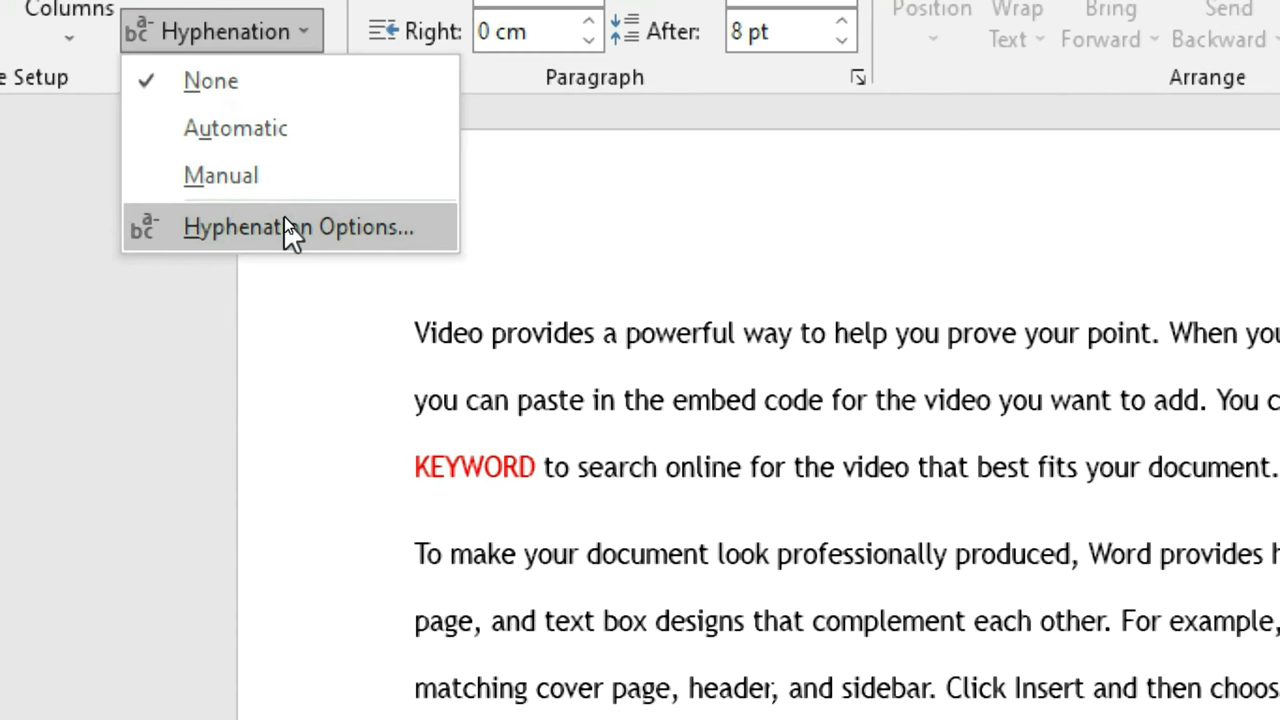 Columns
Hyphenation
Right: 0 cm
After: 8 pt
Position
Wrap Text
Bring Forward
Send Backward
e Setup
Paragraph
Arrange
None
Automatic
Manual
Hyphenation Options...
Video provides a powerful way to help you prove your point. When you
you can paste in the embed code for the video you want to add. You c
KEYWORD to search online for the video that best fits your document.
To make your document look professionally produced, Word provides h
page, and text box designs that complement each other. For example,
matching cover page, header, and sidebar. Click Insert and then choos